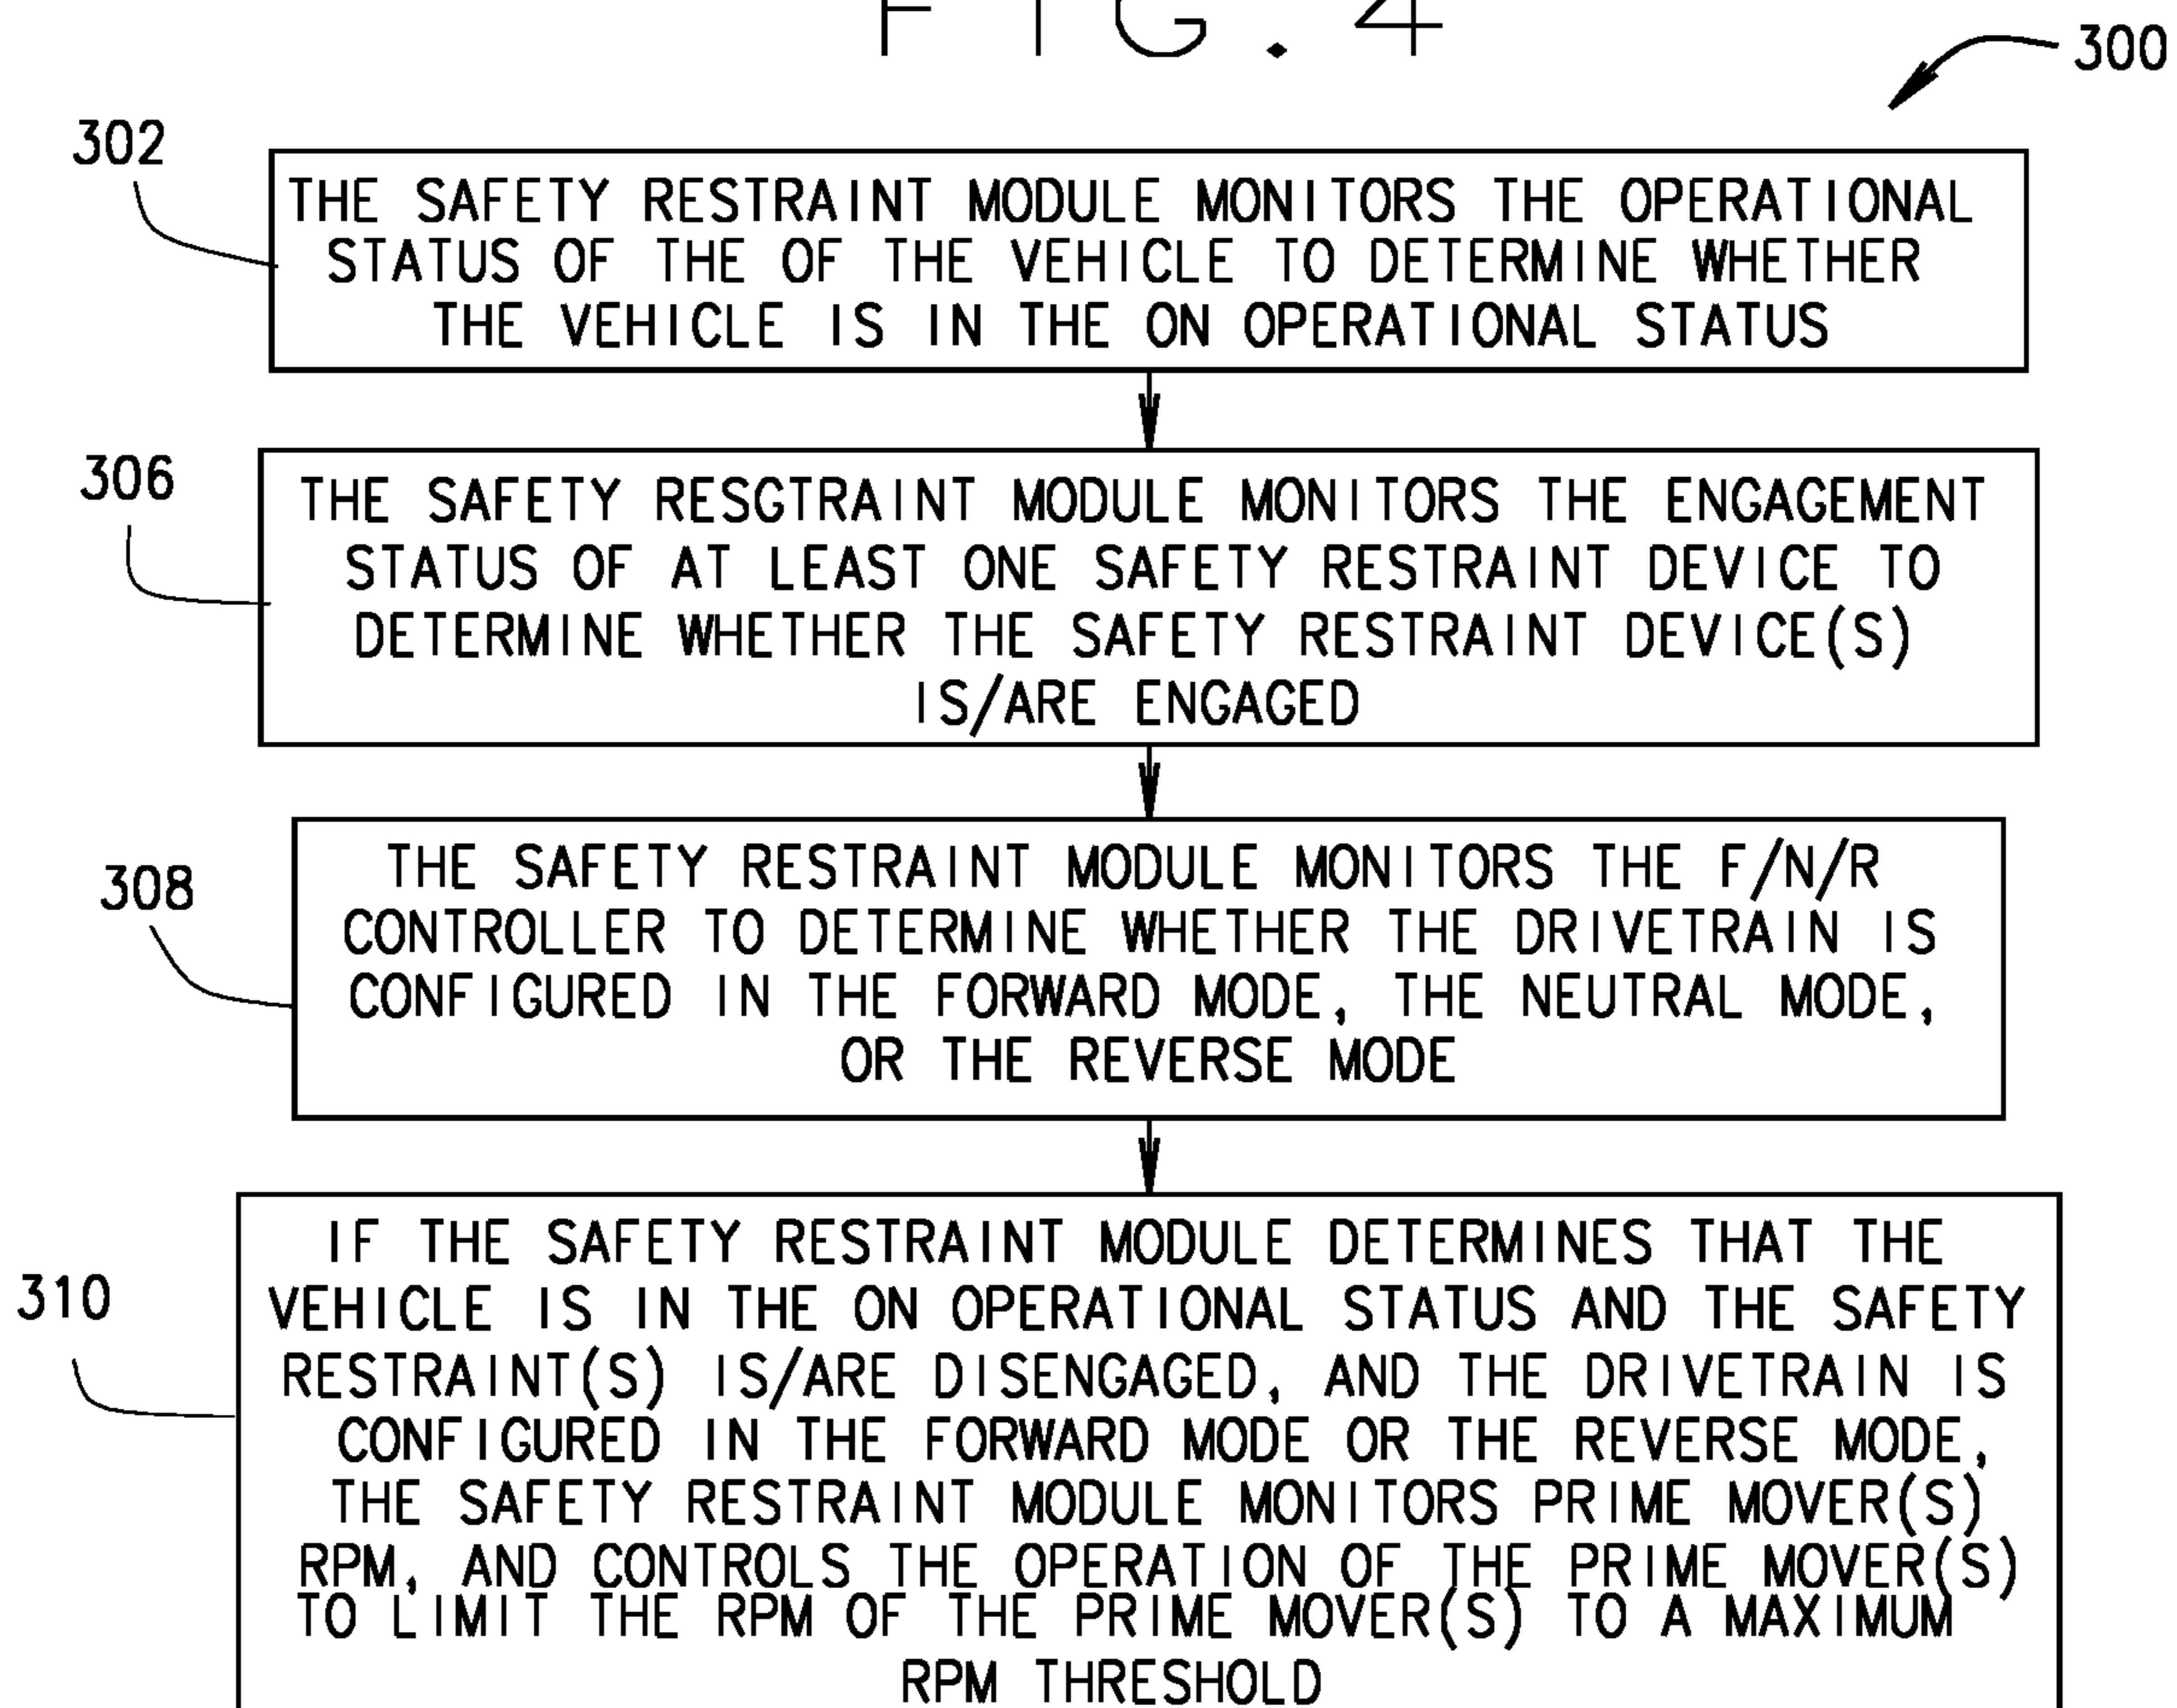 FIG.4
300
302
THE SAFETY RESTRAINT MODULE MONITORS THE OPERATIONAL
STATUS OF THE OF THE VEHICLE TO DETERMINE WHETHER
THE VEHICLE IS IN THE ON OPERATIONAL STATUS
306
THE SAFETY RESGTRAINT MODULE MONITORS THE ENGAGEMENT
STATUS OF AT LEAST ONE SAFETY RESTRAINT DEVICE TO
DETERMINE WHETHER THE SAFETY RESTRAINT DEVICE(S)
IS/ARE ENGAGED
308
THE SAFETY RESTRAINT MODULE MONITORS THE F/N/R
CONTROLLER TO DETERMINE WHETHER THE DRIVETRAIN IS
CONFIGURED IN THE FORWARD MODE, THE NEUTRAL MODE,
OR THE REVERSE MODE
310
IF THE SAFETY RESTRAINT MODULE DETERMINES THAT THE
VEHICLE IS IN THE ON OPERATIONAL STATUS AND THE SAFETY
RESTRAINT(S) IS/ARE DISENGAGED, AND THE DRIVETRAIN IS
CONFIGURED IN THE FORWARD MODE OR THE REVERSE MODE,
THE SAFETY RESTRAINT MODULE MONITORS PRIME MOVER(S)
RPM, AND CONTROLS THE OPERATION OF THE PRIME MOVER(S)
TO LIMIT THE RPM OF THE PRIME MOVER(S) TO A MAXIMUM
RPM THRESHOLD